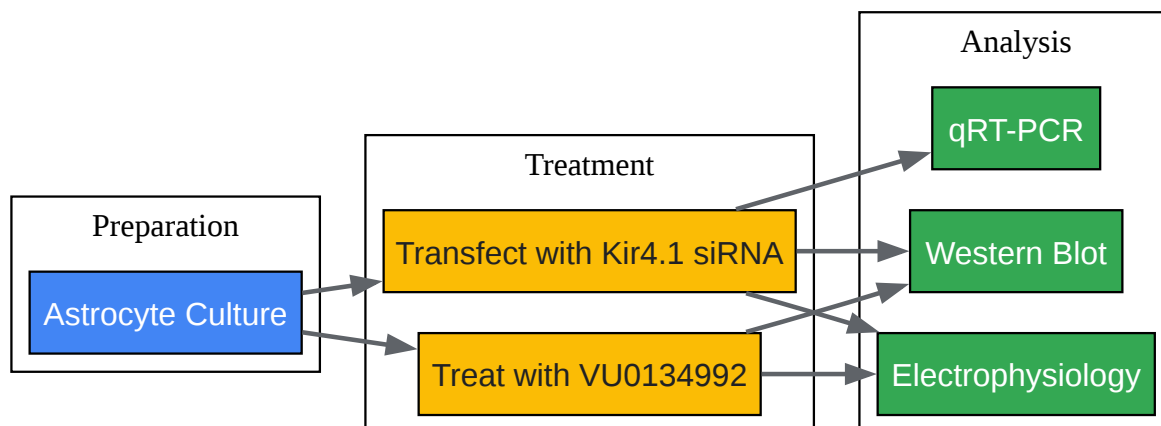 Preparation
Astrocyte Culture
Treatment
Transfect with Kir4.1 siRNA
Treat with VU0134992
Analysis
qRT-PCR
Western Blot
Electrophysiology